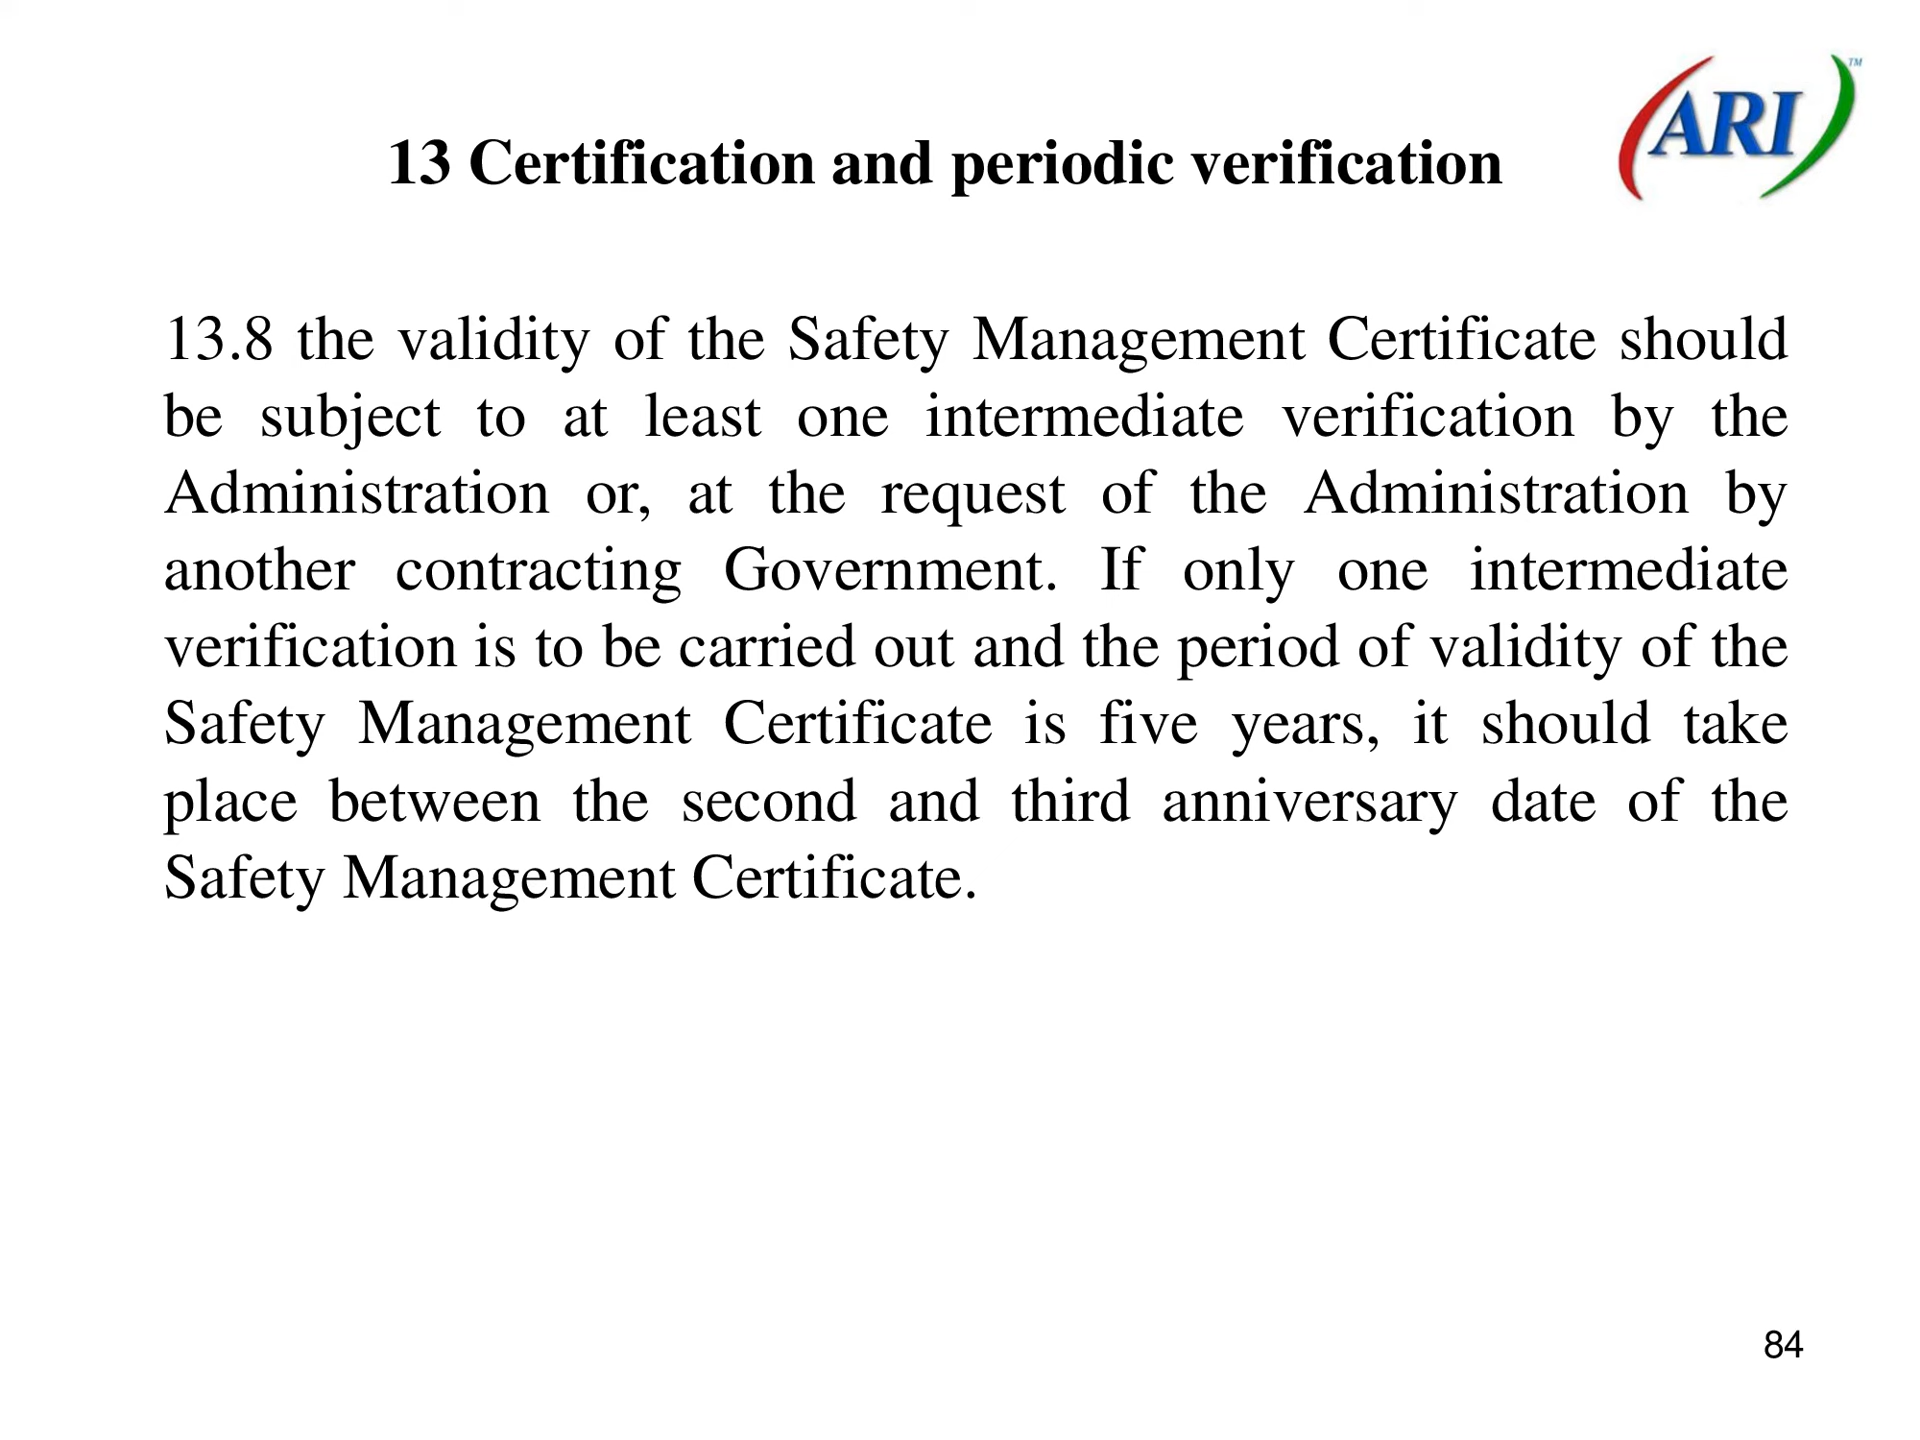 ARI
TM
13 Certification and periodic verification
13.8 the validity of the Safety Management Certificate should
be subject to at least one intermediate verification by the
Administration or, at the request of the Administration by
another contracting Government. If only one intermediate
verification is to be carried out and the period of validity of the
Safety Management Certificate is five years, it should take
place between the second and third anniversary date of the
Safety Management Certificate.
84